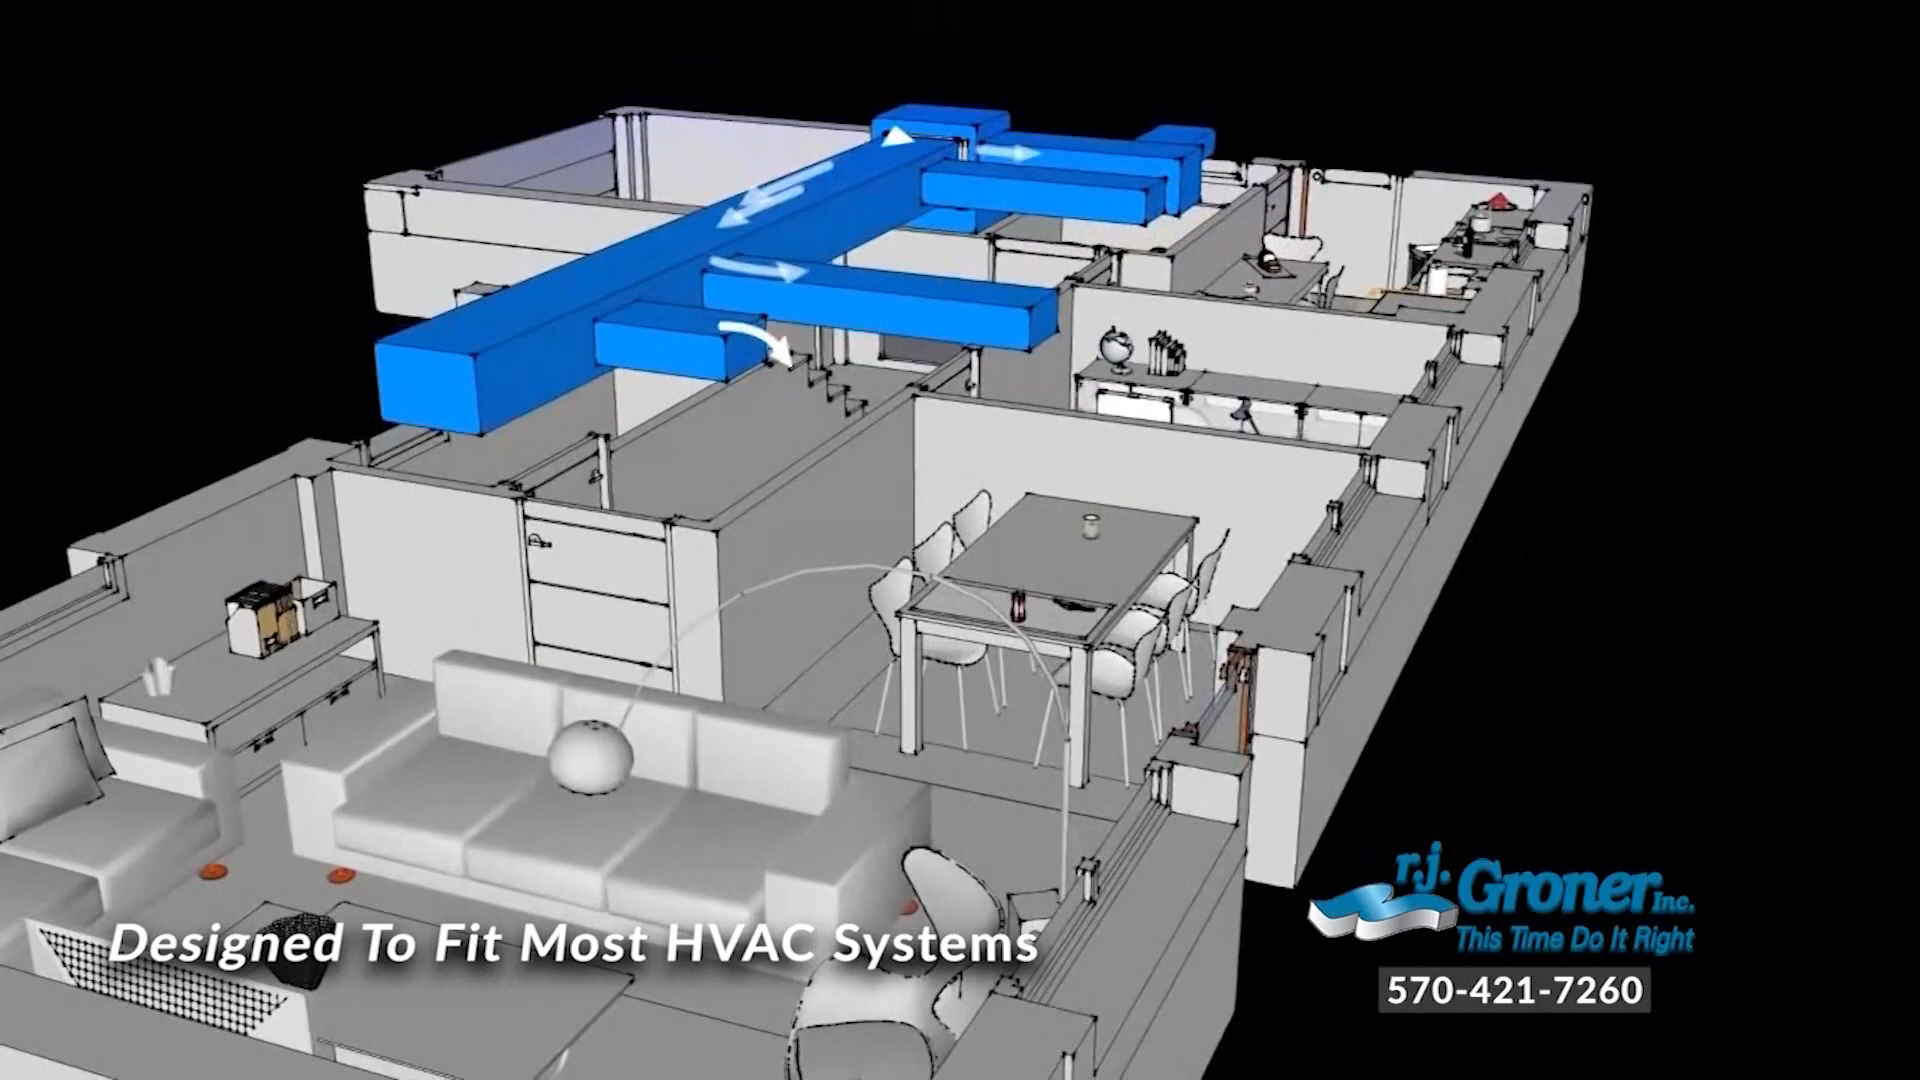 Designed To Fit Most HVAC Systems
r.j. Groner Inc.
This Time Do It Right
570-421-7260